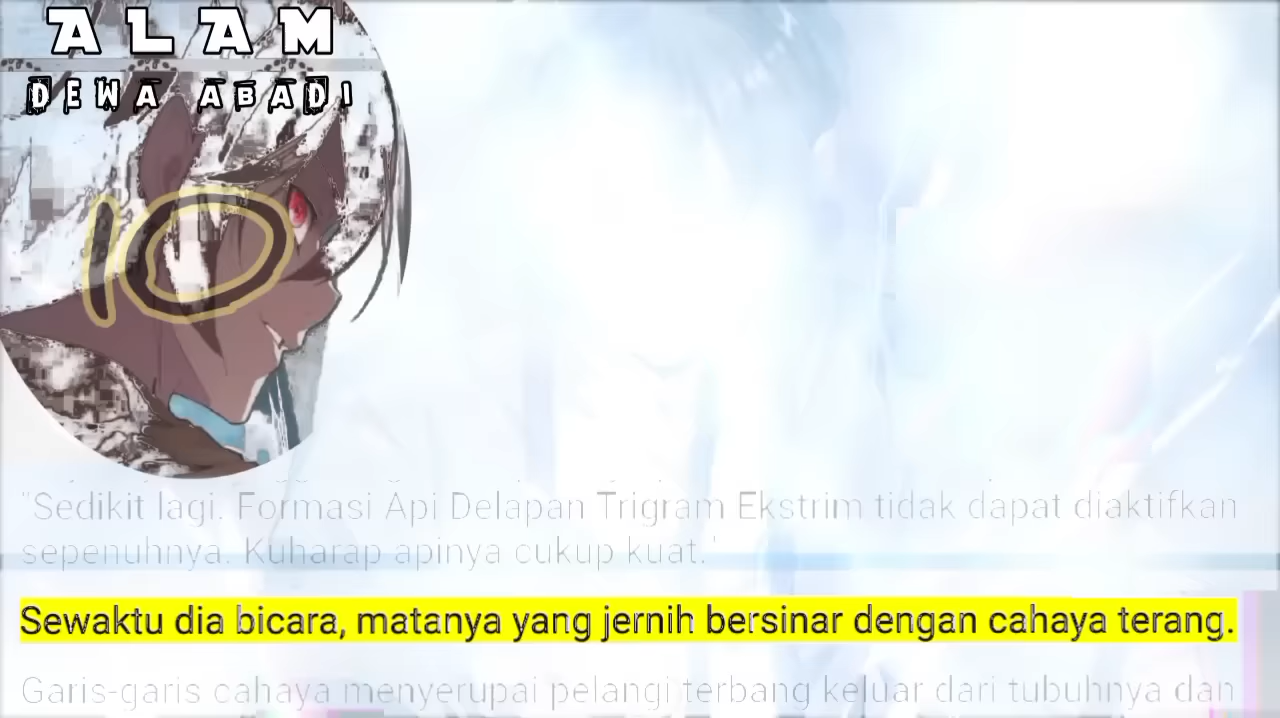 ALAM
DEWA ABADI
10
"Sedikit lagi. Formasi Api Delapan Trigram Ekstrim tidak dapat diaktifkan
sepenuhnya. Kuharap apinya cukup kuat."
Sewaktu dia bicara, matanya yang jernih bersinar dengan cahaya terang.
Garis-garis cahaya menyerupai pelangi terbang keluar dari tubuhnya dan